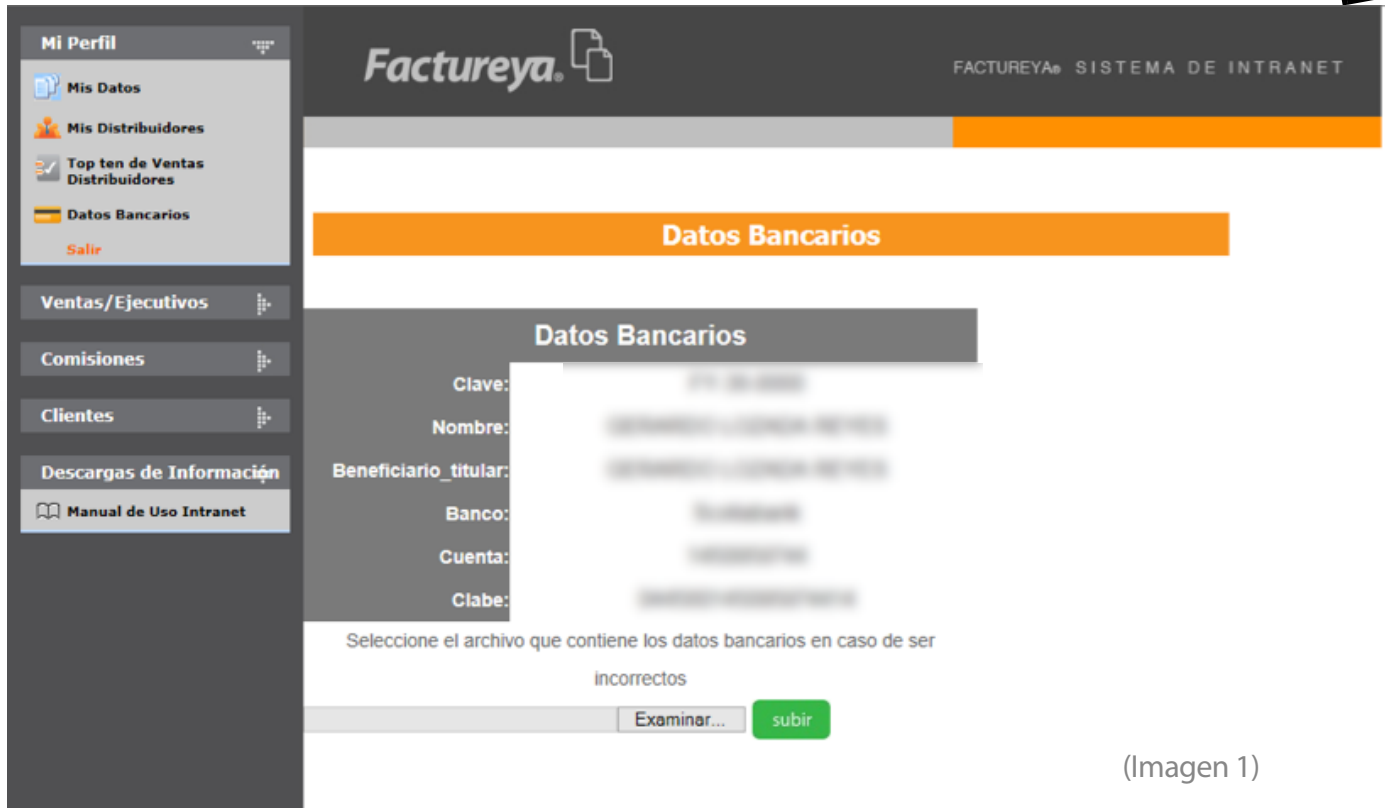 Mi Perfil
Mis Datos
Mis Distribuidores
Top ten de Ventas
Distribuidores
Datos Bancarios
Salir
Ventas/Ejecutivos
Comisiones
Clientes
Descargas de Información
Manual de Uso Intranet
Factureya®
FACTUREYA® SISTEMA DE INTRANET
Datos Bancarios
Datos Bancarios
Clave:
Nombre:
Beneficiario_titular:
Banco:
Cuenta:
Clabe:
Seleccione el archivo que contiene los datos bancarios en caso de ser
incorrectos
Examinar... subir
(Imagen 1)